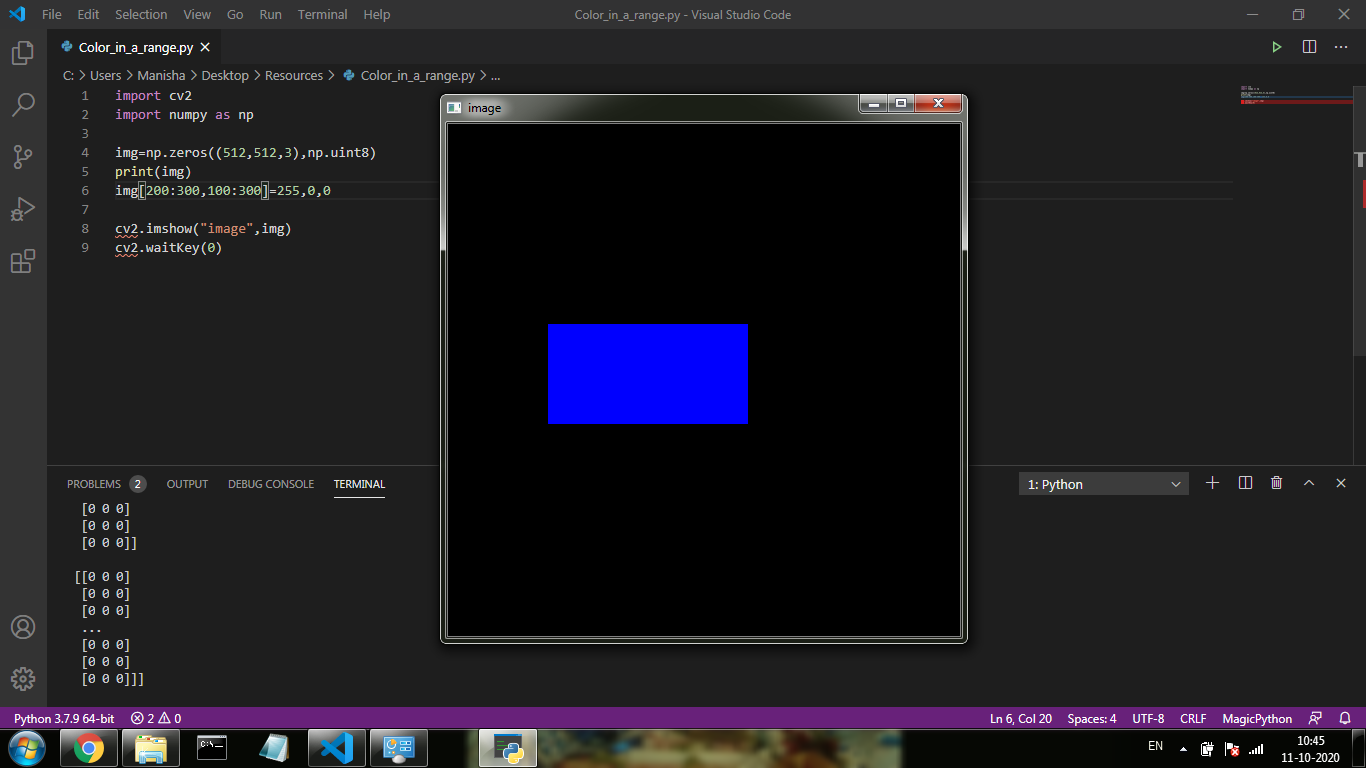 File Edit Selection View Go Run Terminal Help Color_in_a_range.py - Visual Studio Code
Color_in_a_range.py
C: > Users > Manisha > Desktop > Resources > Color_in_a_range.py > ...
1 import cv2
2 import numpy as np
3
4 img=np.zeros((512,512,3),np.uint8)
5 print(img)
6 img[200:300,100:300]=255,0,0
7
8 cv2.imshow("image",img)
9 cv2.waitKey(0)
image
PROBLEMS 2 OUTPUT DEBUG CONSOLE TERMINAL 1: Python
[0 0 0]
[0 0 0]
[0 0 0]]
[[0 0 0]
[0 0 0]
[0 0 0]
...
[0 0 0]
[0 0 0]
[0 0 0]]]
Python 3.7.9 64-bit 2 0 Ln 6, Col 20 Spaces: 4 UTF-8 CRLF MagicPython
EN 10:45
11-10-2020